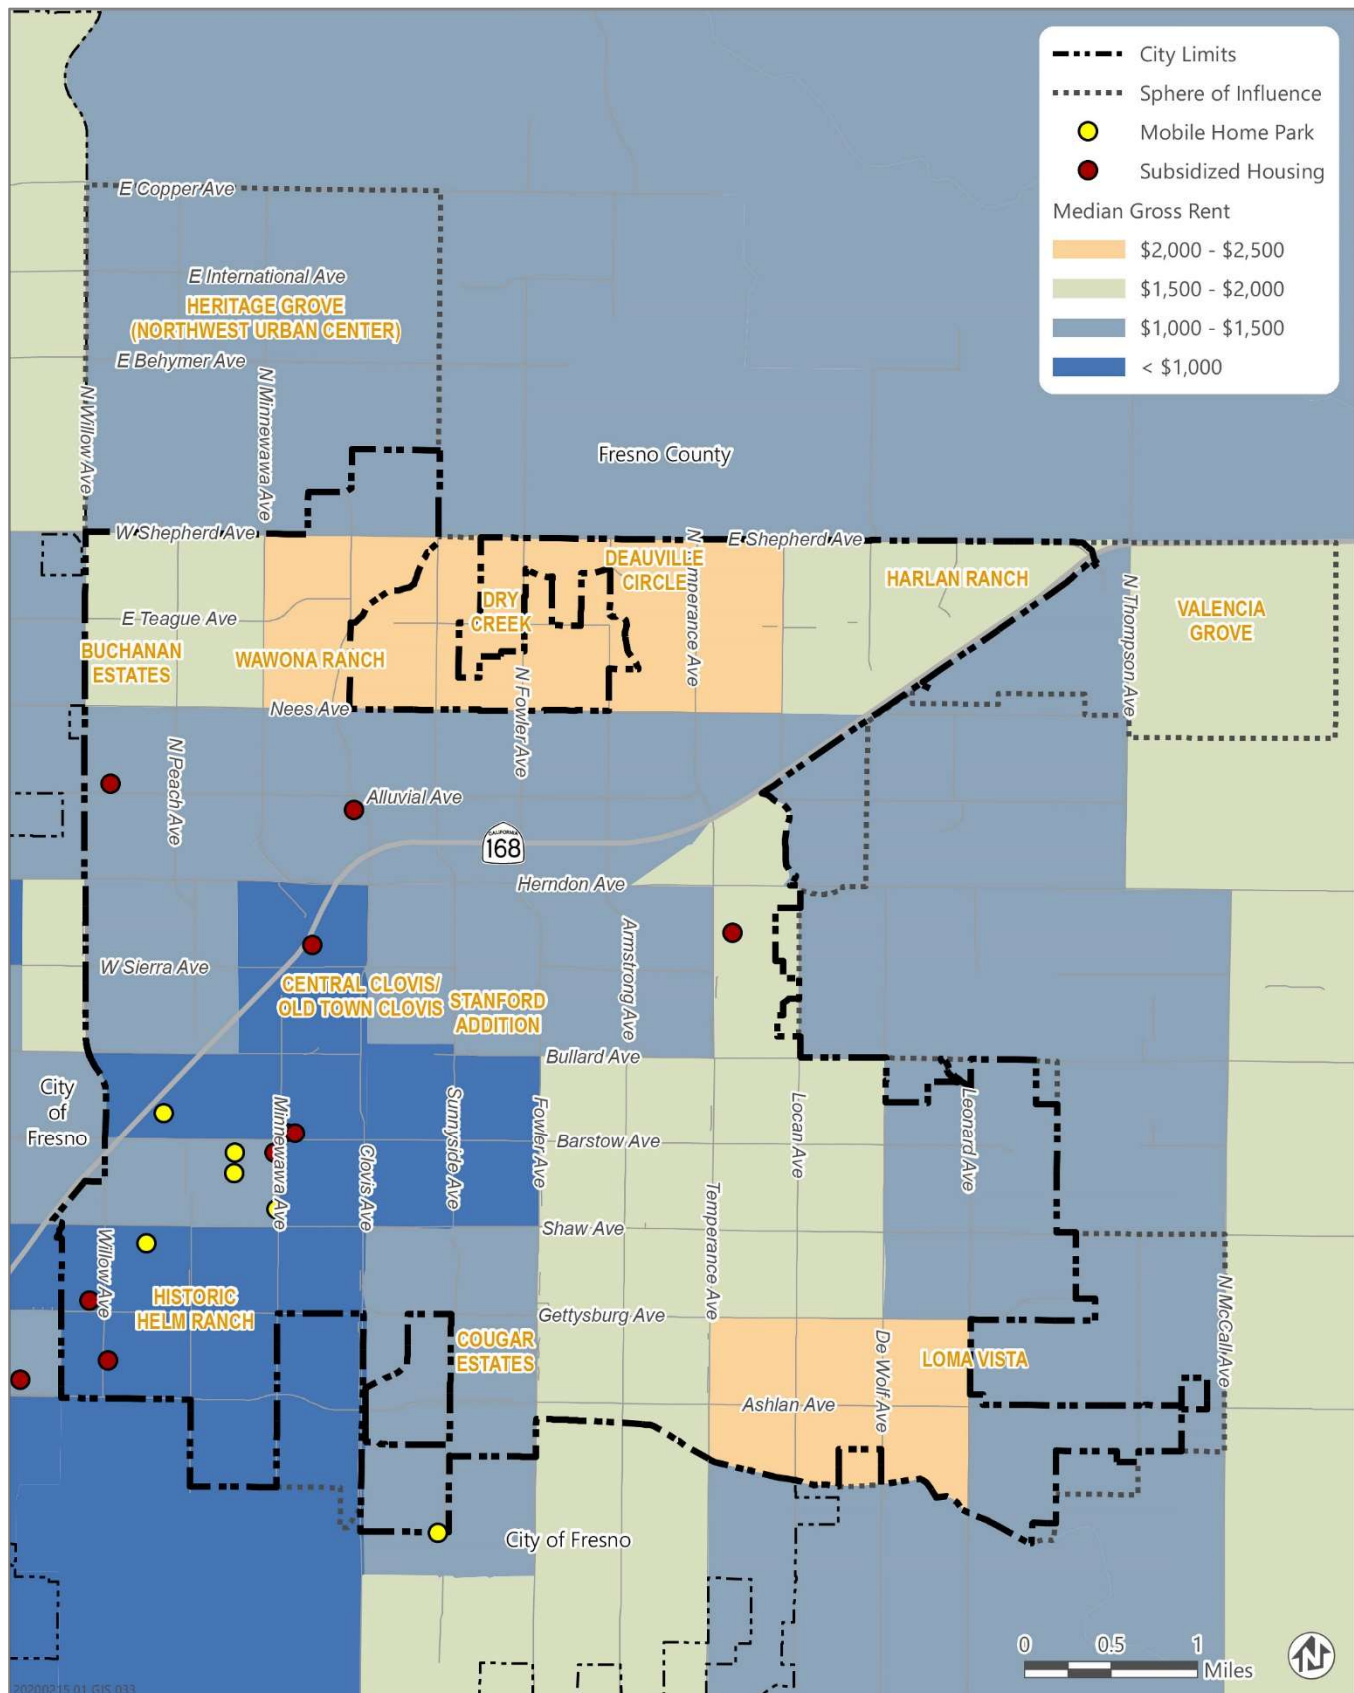 City Limits
Sphere of Influence
Mobile Home Park
Subsidized Housing
Median Gross Rent
$2,000 - $2,500
$1,500 - $2,000
$1,000 - $1,500
< $1,000
E Copper Ave
E International Ave
HERITAGE GROVE
(NORTHWEST URBAN CENTER)
E Behymer Ave
N Willow Ave
N Minnewawa Ave
Fresno County
W Shepherd Ave
E Shepherd Ave
DEAUVILLE
CIRCLE
HARLAN RANCH
DRY
CREEK
E Teague Ave
BUCHANAN
ESTATES
WAWONA RANCH
VALENCIA
GROVE
N Thompson Ave
Nees Ave
N Fowler Ave
N Peach Ave
Alluvial Ave
CALIFORNIA
168
Herndon Ave
Armstrong Ave
W Sierra Ave
CENTRAL CLOVIS/
OLD TOWN CLOVIS
STANFORD
ADDITION
Bullard Ave
City
of
Fresno
Minnewawa Ave
Clovis Ave
Sunnyside Ave
Fowler Ave
Barstow Ave
Locan Ave
Leonard Ave
Temperance Ave
Shaw Ave
Willow Ave
HISTORIC
HELM RANCH
Gettysburg Ave
COUGAR
ESTATES
De Wolf Ave
LOMA VISTA
N McCall Ave
Ashlan Ave
City of Fresno
0 0.5 1
Miles
N
20200215.01 GIS 033